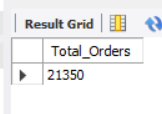 Result Grid
Total_Orders
21350